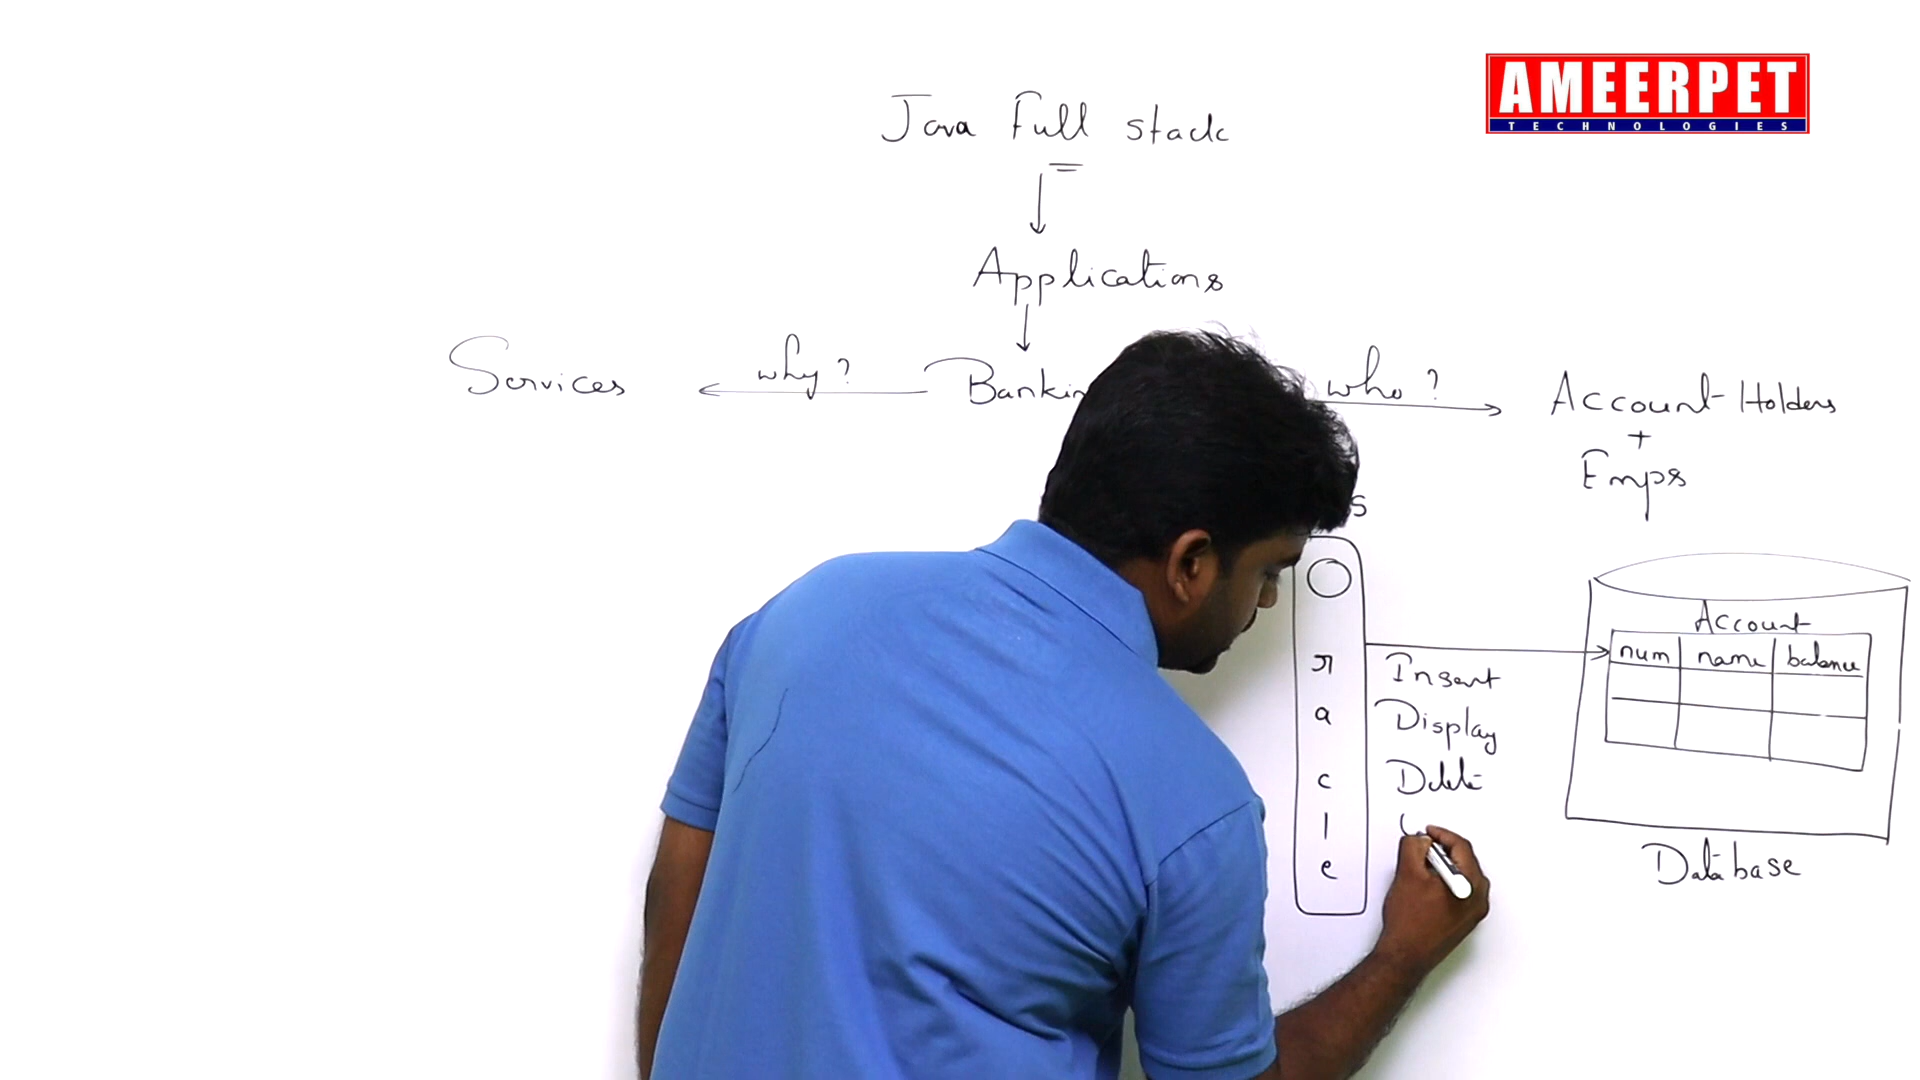 AMEERPET
TECHNOLOGIES
Java Full stack
Applications
Services why? Bankin who? Account Holders
+
Emps
s
Oracle
Account
num name balance
Insert
Display
Delete
Database